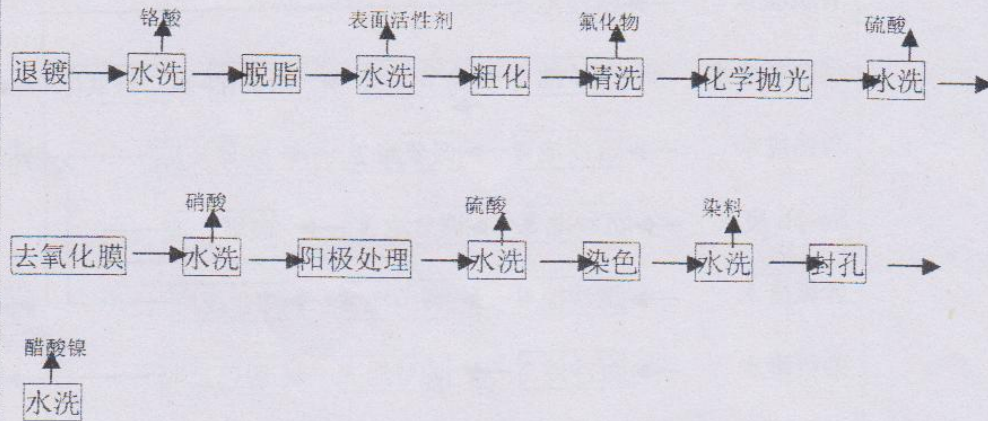 铬酸 表面活性剂 氟化物 硫酸
退镀 水洗 脱脂 水洗 粗化 清洗 化学抛光 水洗
硝酸 硫酸 染料
去氧化膜 水洗 阳极处理 水洗 染色 水洗 封孔
醋酸镍
水洗